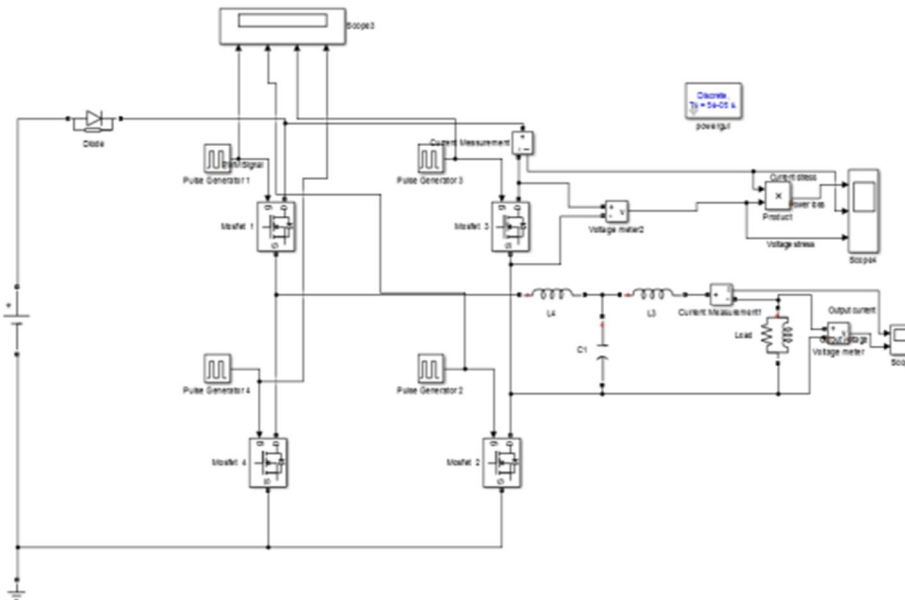 Scope3
Discrete,
Ts = 5e-05 s
powergui
Diode
Current Measurement
Pulse Generator 1
Pulse Generator 3
Current stress
Product
Mosfet 1
Mosfet 3
Voltage meter2
Voltage stress
Scope4
L4
L3
Current Measurement1
Output current
C1
Load
Output voltage
Voltage meter
Pulse Generator 4
Pulse Generator 2
Mosfet 4
Mosfet 2